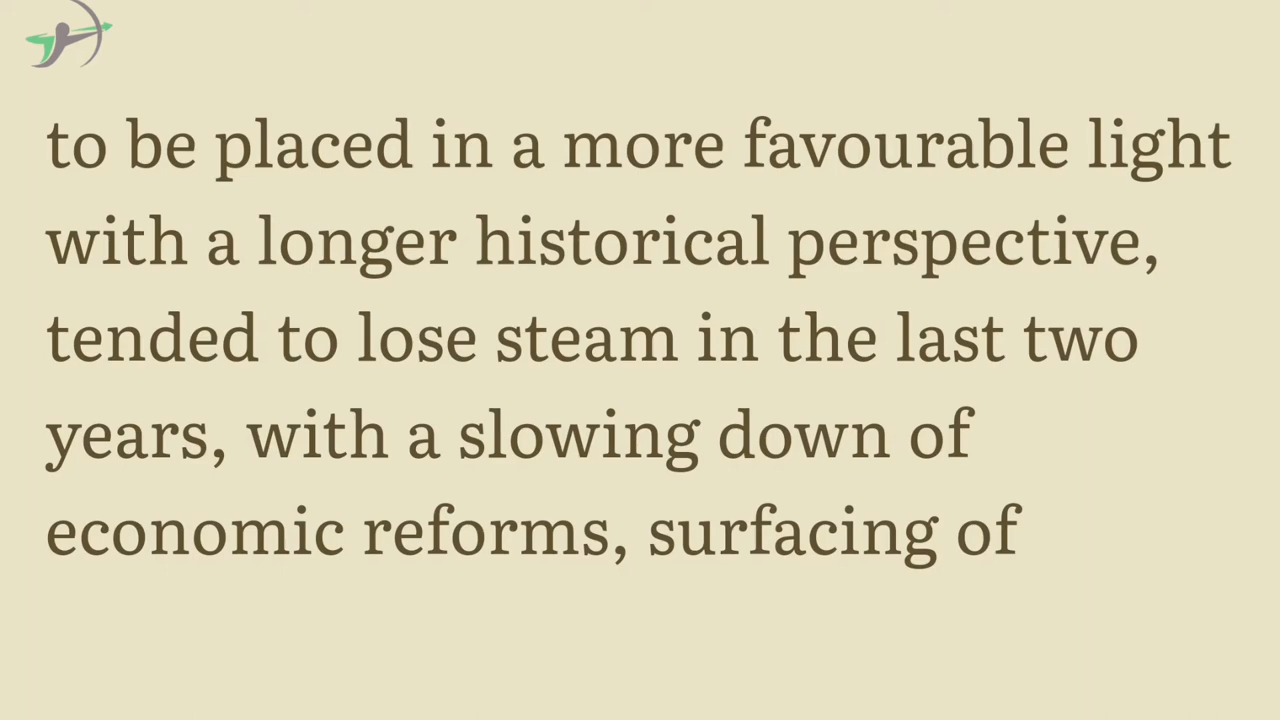 to be placed in a more favourable light
with a longer historical perspective,
tended to lose steam in the last two
years, with a slowing down of
economic reforms, surfacing of